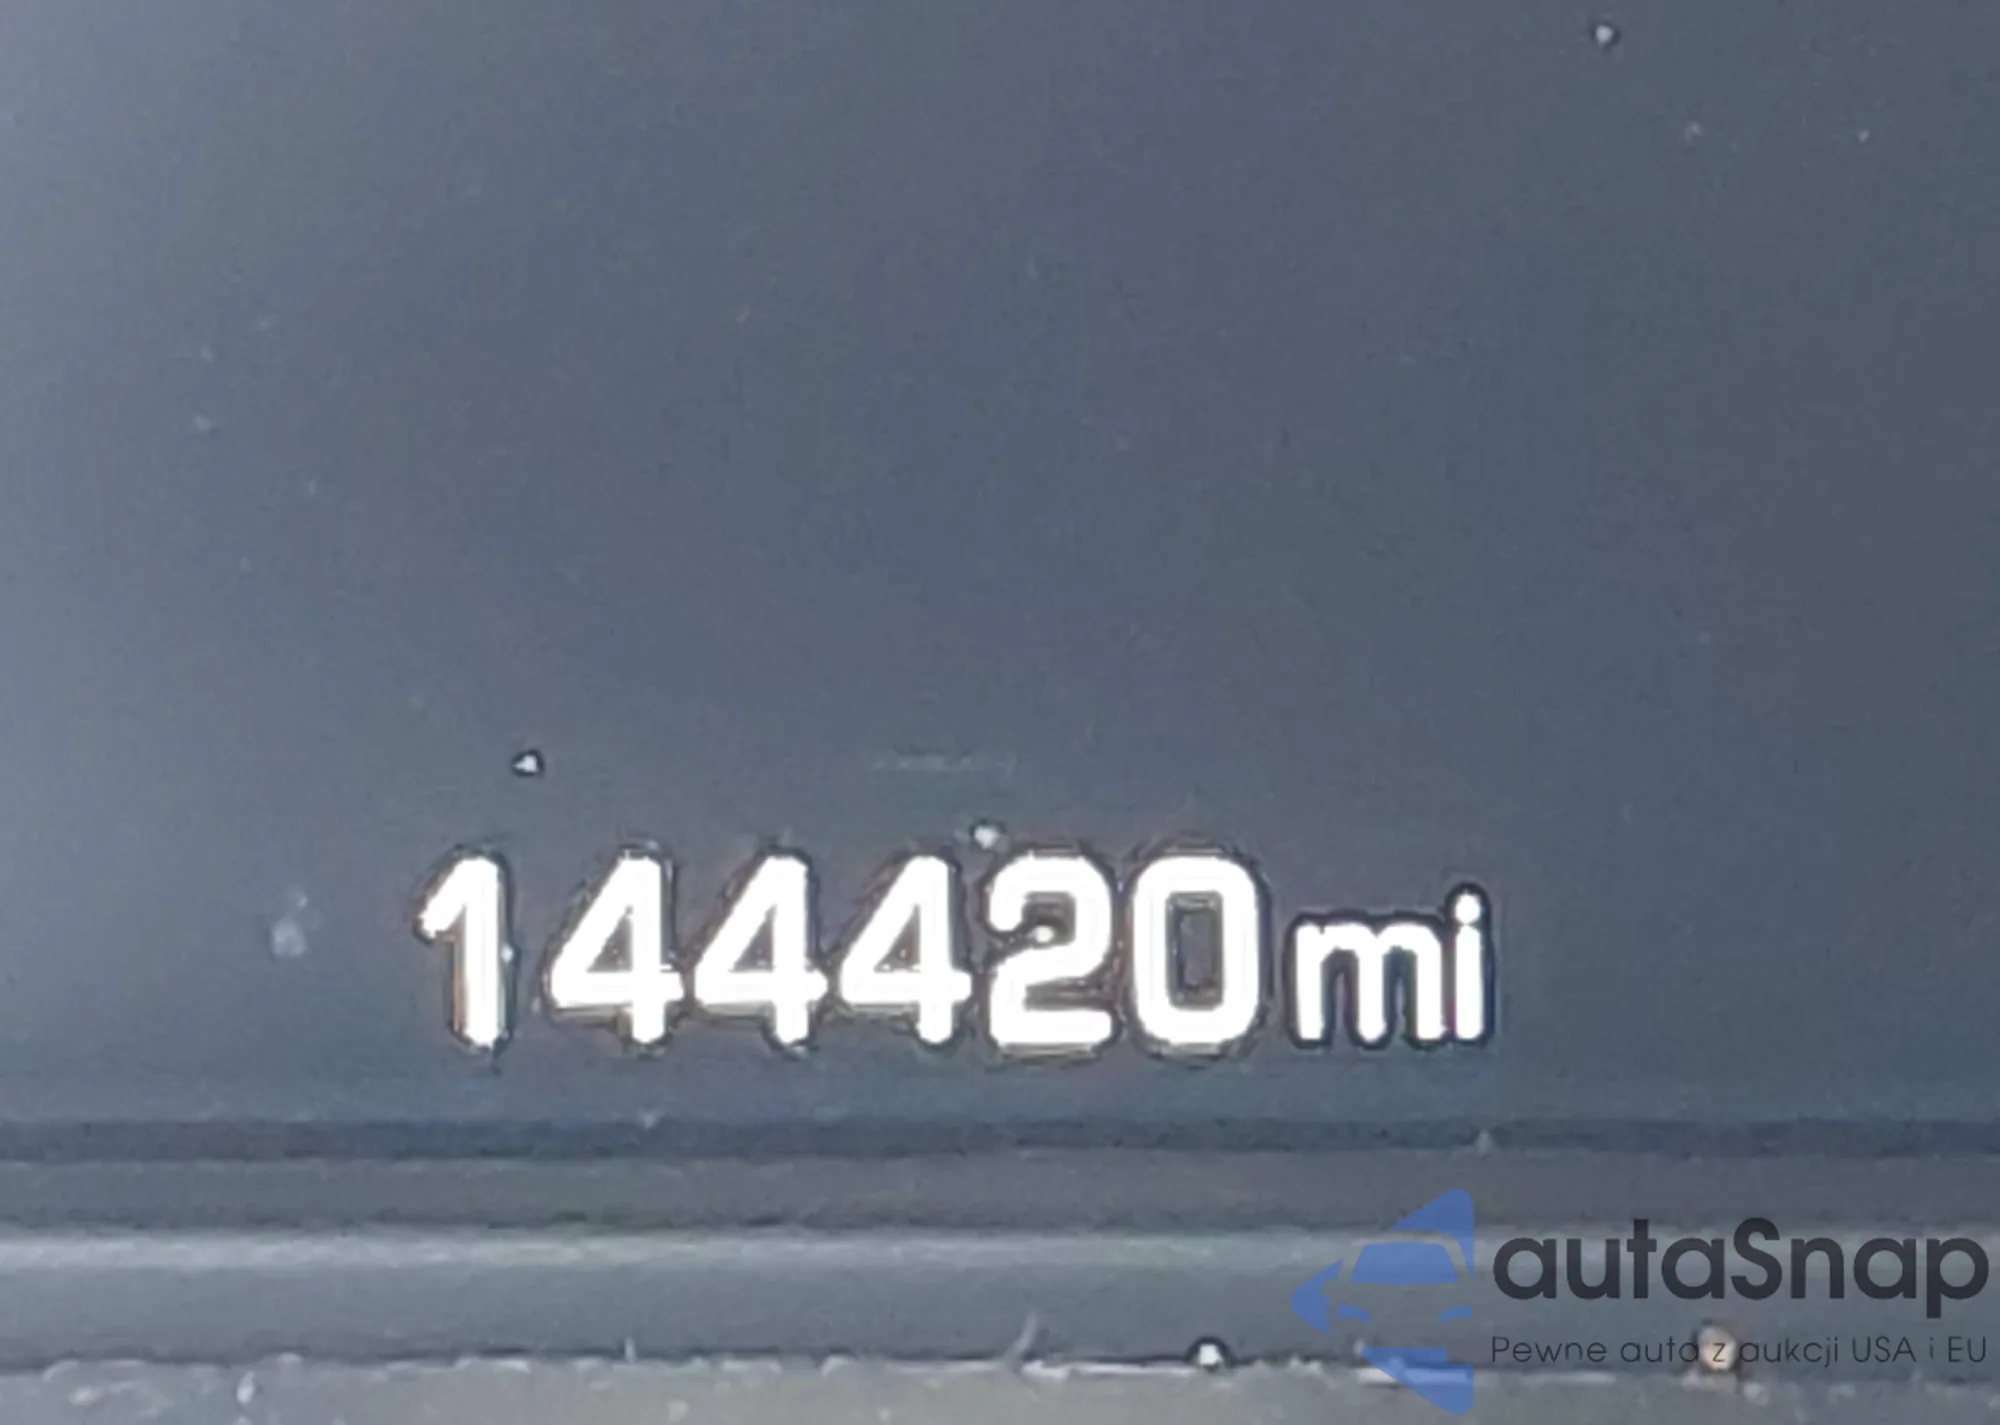 144420mi
autaSnap
Pewne auta z aukcji USA i EU